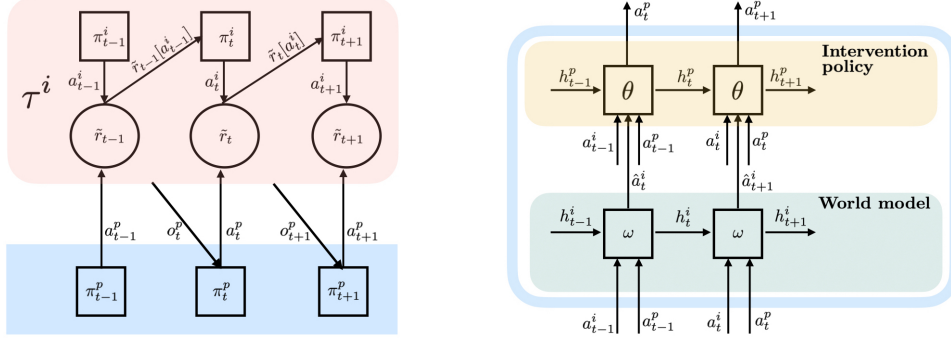 π^i_{t-1} π^i_t π^i_{t+1}
r̃_{t-1}[a^i_{t-1}] r̃_t[a^i_t]
a^i_{t-1} a^i_t a^i_{t+1}
τ^i
r̃_{t-1} r̃_t r̃_{t+1}
a^p_{t-1} o^p_t a^p_t o^p_{t+1} a^p_{t+1}
π^p_{t-1} π^p_t π^p_{t+1}
a^p_t a^p_{t+1}
Intervention
policy
h^p_{t-1} θ h^p_t θ h^p_{t+1}
a^i_{t-1} a^p_{t-1} a^i_t a^p_t
â^i_t â^i_{t+1}
World model
h^i_{t-1} ω h^i_t ω h^i_{t+1}
a^i_{t-1} a^p_{t-1} a^i_t a^p_t